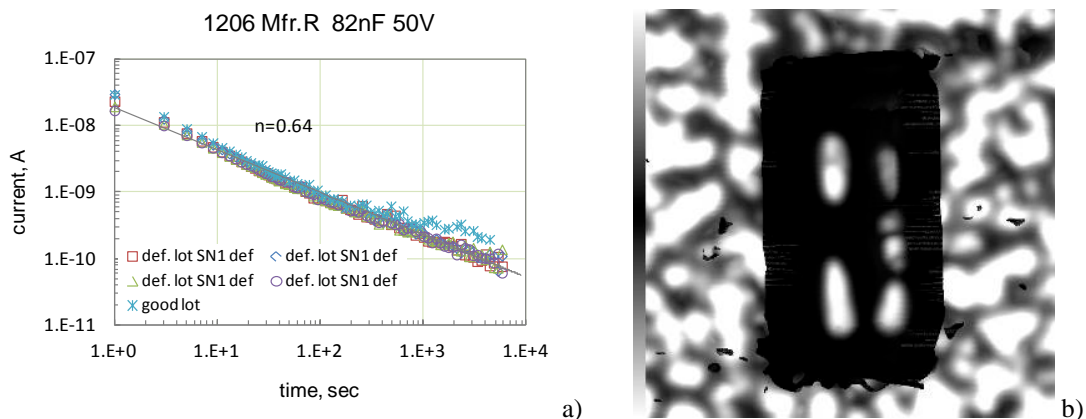 1206 Mfr.R 82nF 50V
1.E-07
1.E-08
1.E-09
1.E-10
1.E-11
current, A
n=0.64
def. lot SN1 def
def. lot SN1 def
def. lot SN1 def
def. lot SN1 def
good lot
1.E+0
1.E+1
1.E+2
1.E+3
1.E+4
time, sec
a)
b)